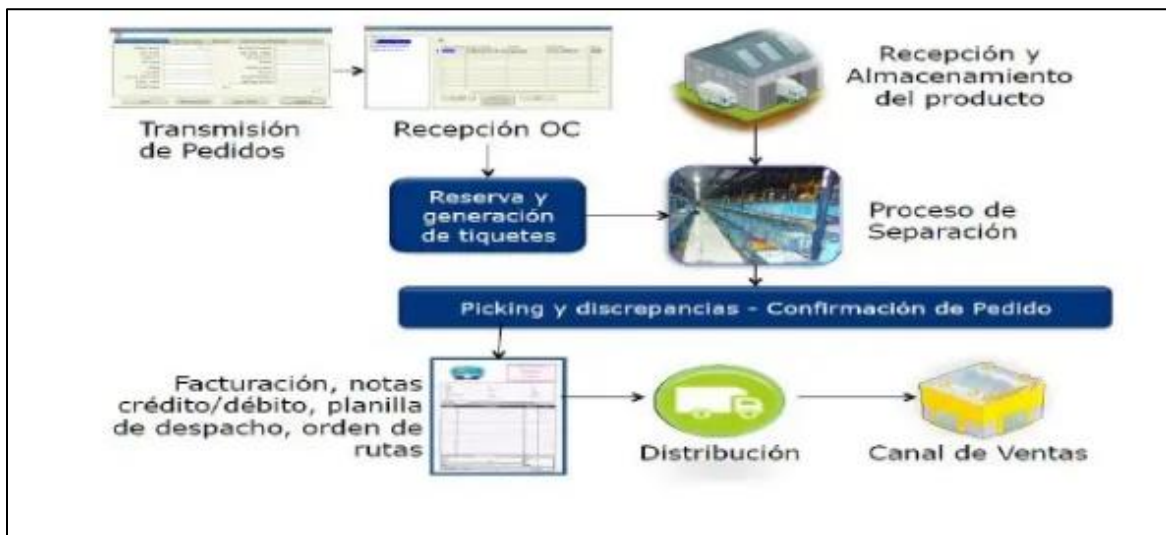 Transmisión
de Pedidos
Recepción OC
Recepción y
Almacenamiento
del producto
Reserva y
generación
de tiquetes
Proceso de
Separación
Picking y discrepancias - Confirmación de Pedido
Facturación, notas
crédito/débito, planilla
de despacho, orden de
rutas
Distribución
Canal de Ventas